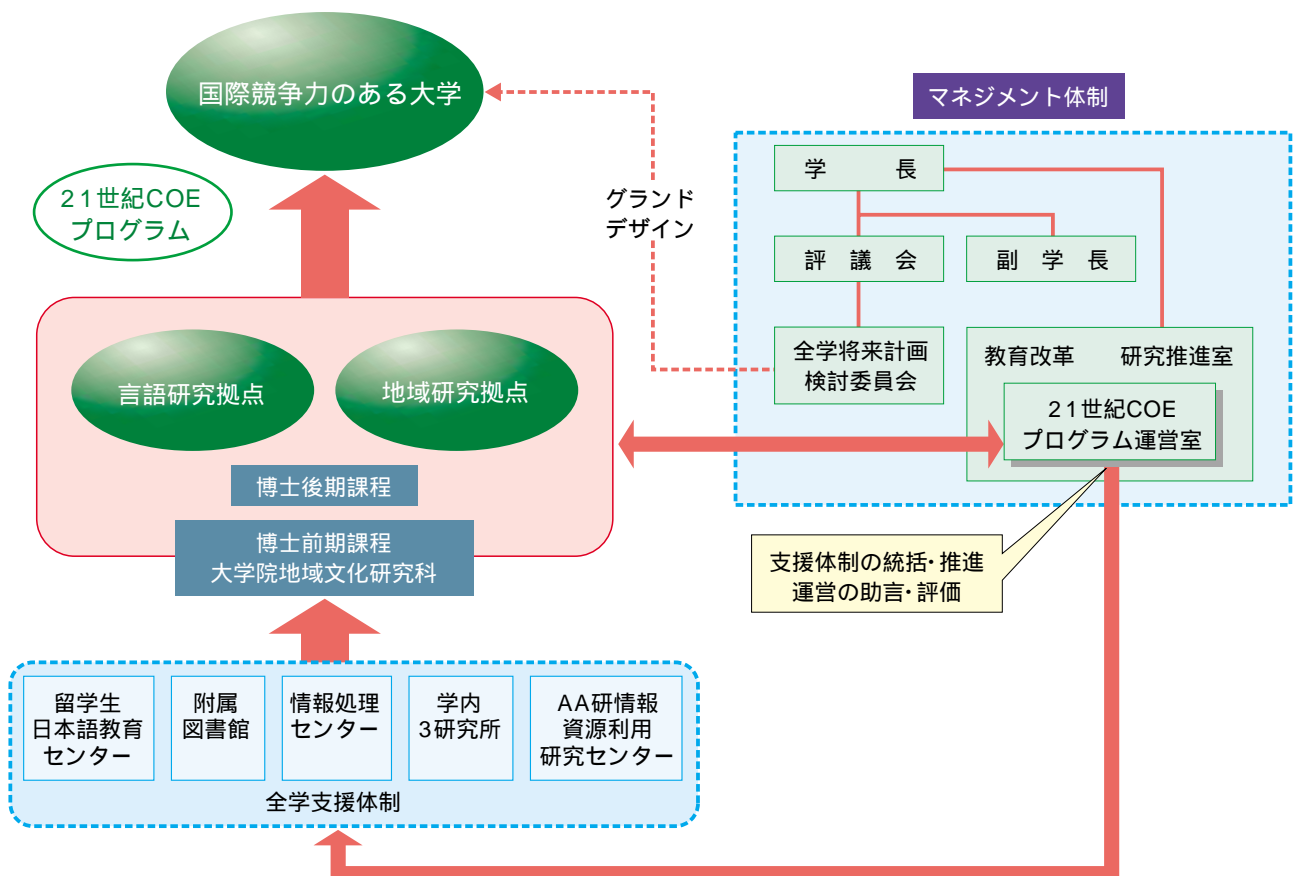 国際競争力のある大学
21世紀COE
プログラム
グランド
デザイン
マネジメント体制
学 長
評 議 会
副 学 長
全学将来計画
検討委員会
教育改革 研究推進室
21世紀COE
プログラム運営室
支援体制の統括・推進
運営の助言・評価
言語研究拠点
地域研究拠点
博士後期課程
博士前期課程
大学院地域文化研究科
留学生
日本語教育
センター
附属
図書館
情報処理
センター
学内
3研究所
AA研情報
資源利用
研究センター
全学支援体制